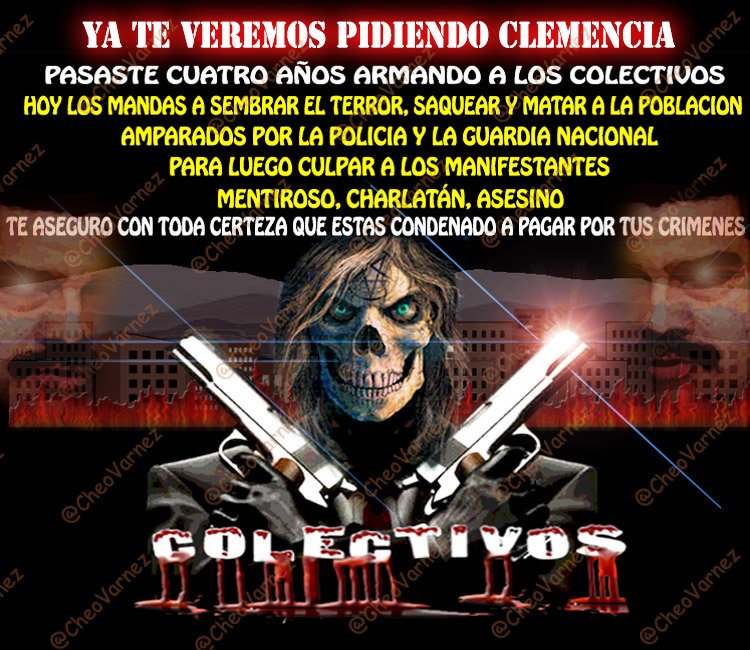 YA TE VEREMOS PIDIENDO CLEMENCIA
PASASTE CUATRO AÑOS ARMANDO A LOS COLECTIVOS
HOY LOS MANDAS A SEMBRAR EL TERROR, SAQUEAR Y MATAR A LA POBLACION
AMPARADOS POR LA POLICIA Y LA GUARDIA NACIONAL
PARA LUEGO CULPAR A LOS MANIFESTANTES
MENTIROSO, CHARLATÁN, ASESINO
TE ASEGURO CON TODA CERTEZA QUE ESTAS CONDENADO A PAGAR POR TUS CRIMENES
COLECTIVOS
@CheoVarnez